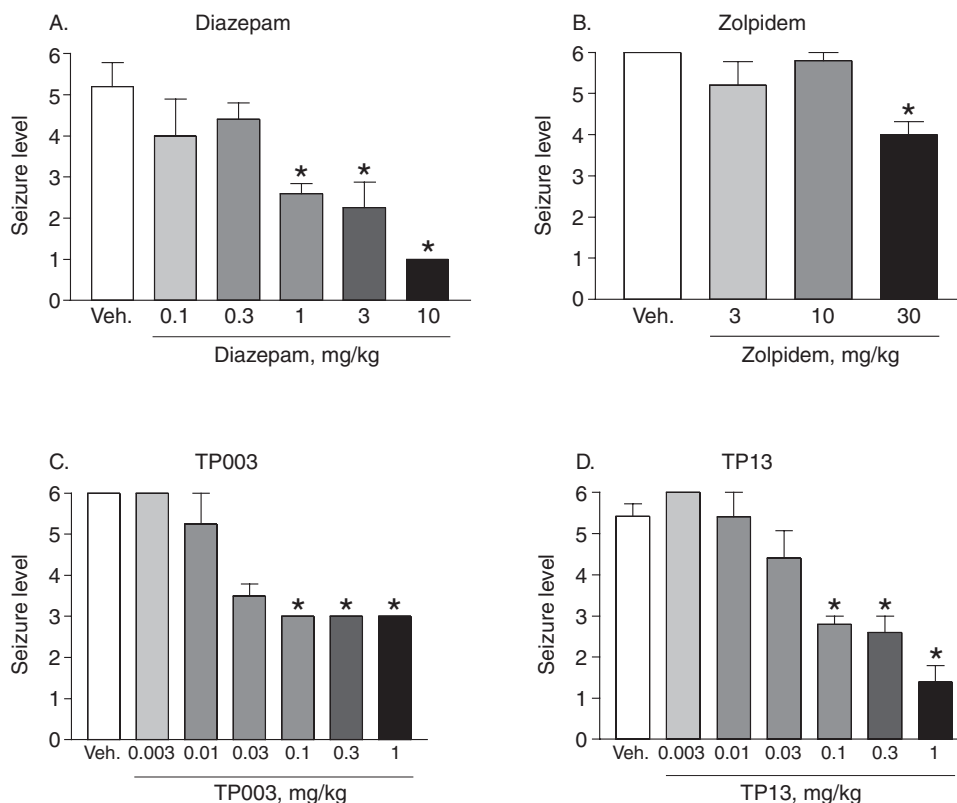 A. Diazepam
6
5
4
3
2
1
0
Seizure level
* * *
Veh. 0.1 0.3 1 3 10
Diazepam, mg/kg
B. Zolpidem
6
5
4
3
2
1
0
Seizure level
*
Veh. 3 10 30
Zolpidem, mg/kg
C. TP003
6
5
4
3
2
1
0
Seizure level
* * *
Veh. 0.003 0.01 0.03 0.1 0.3 1
TP003, mg/kg
D. TP13
6
5
4
3
2
1
0
Seizure level
* * *
Veh. 0.003 0.01 0.03 0.1 0.3 1
TP13, mg/kg